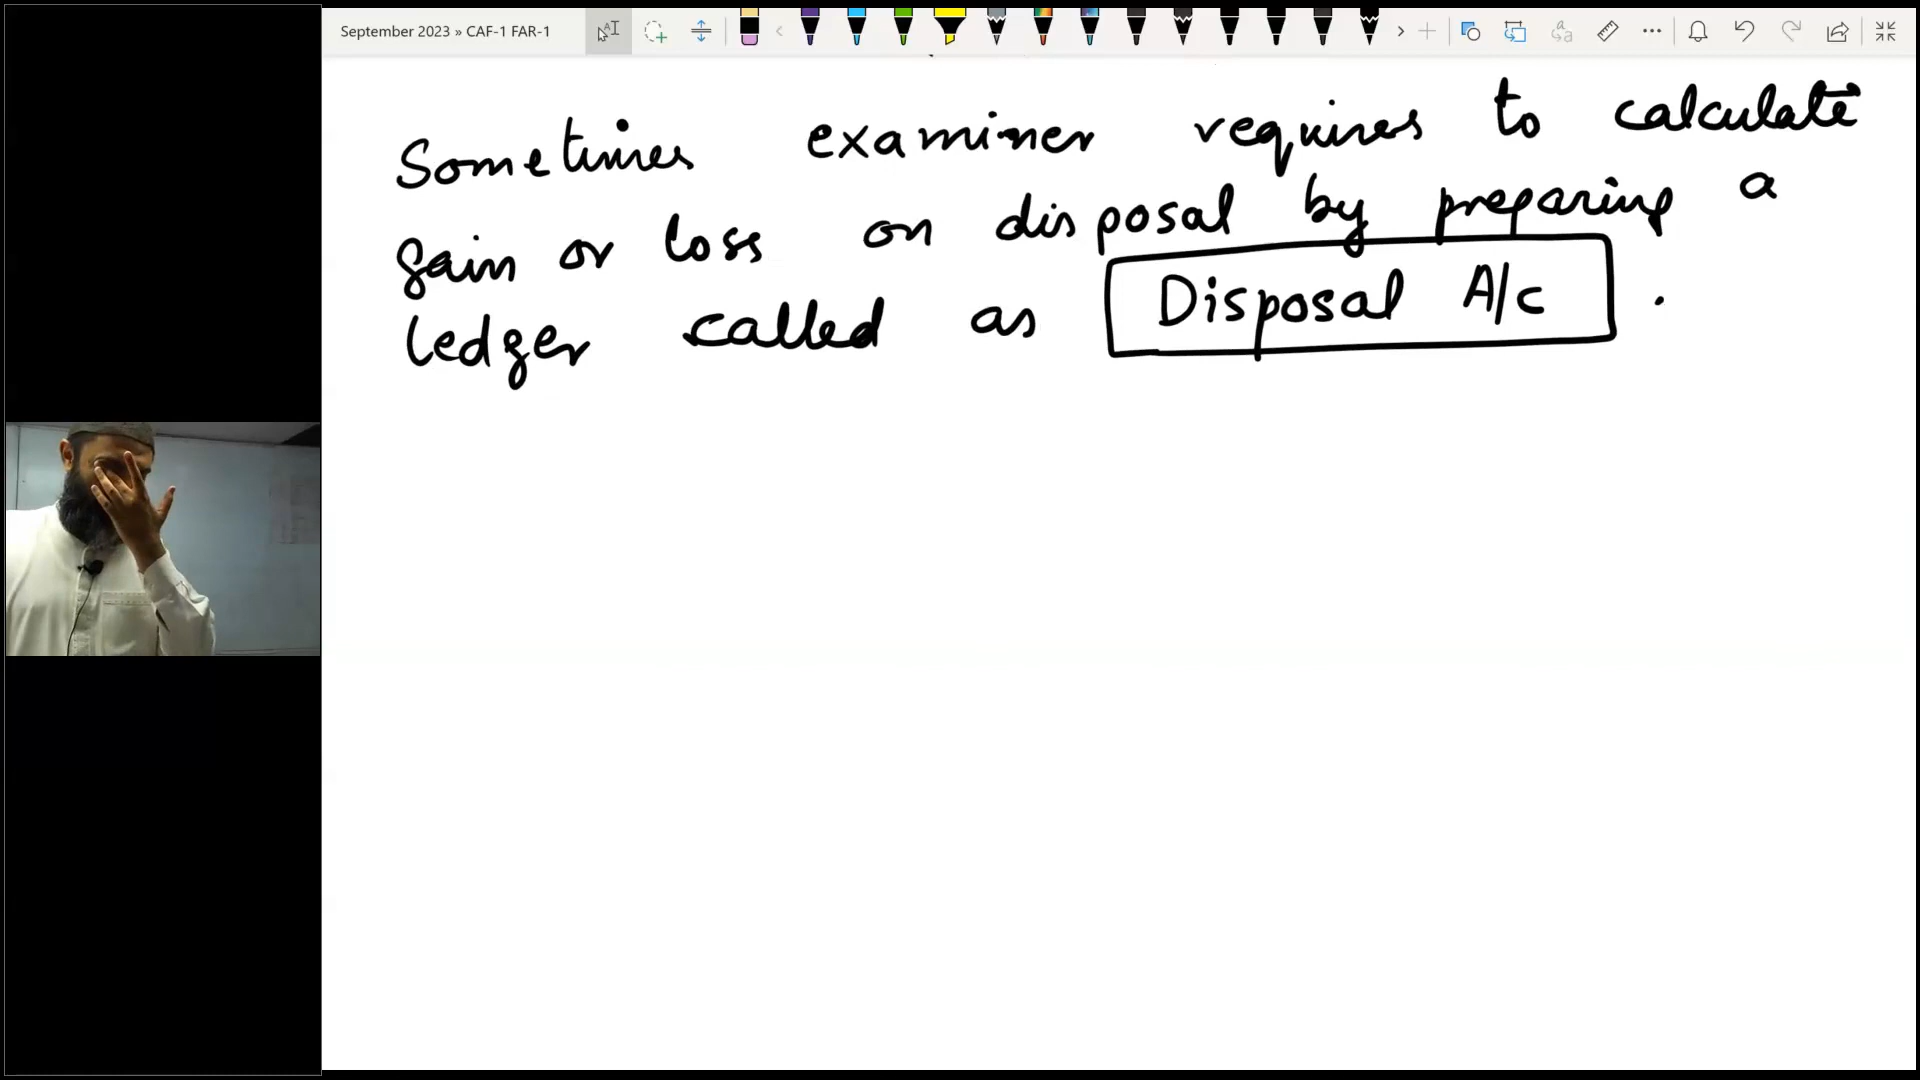 September 2023 » CAF-1 FAR-1
Sometimes examiner requires to calculate
gain or loss on disposal by preparing a
ledger called as Disposal A/c .